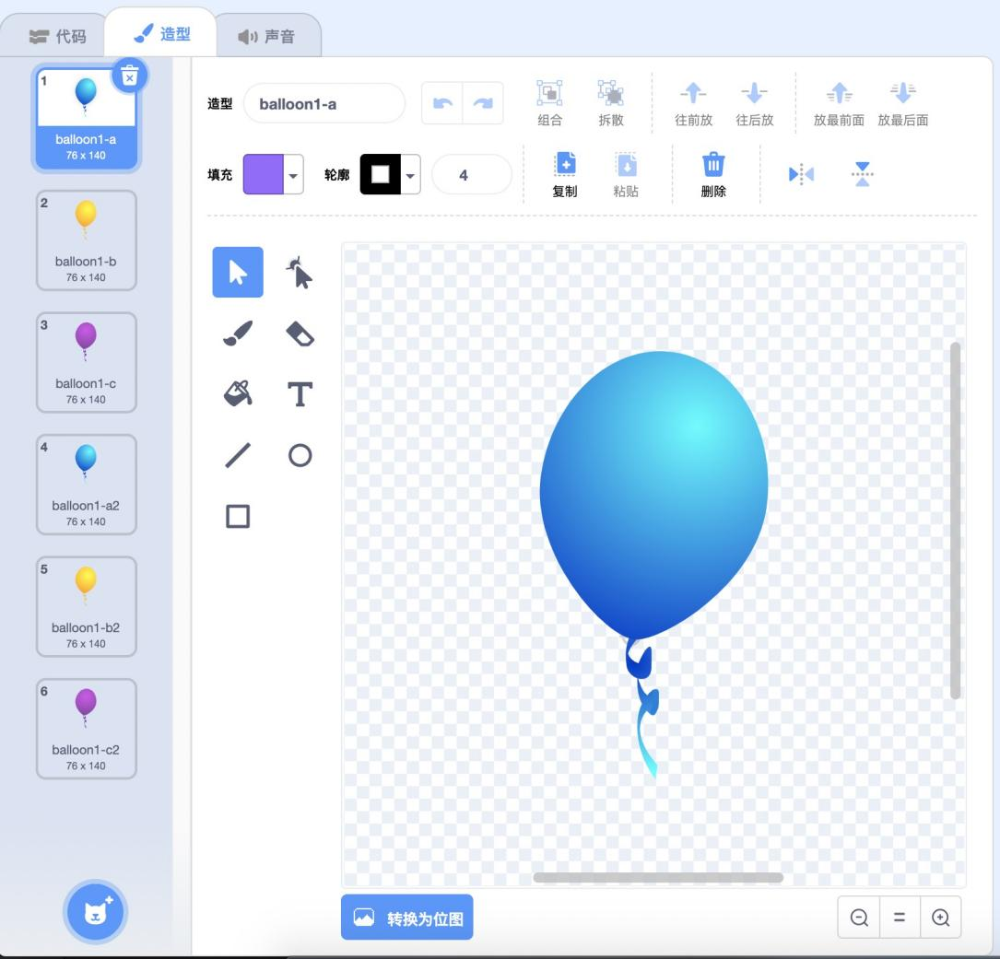 代码
造型
声音
1
balloon1-a
76 x 140
2
balloon1-b
76 x 140
3
balloon1-c
76 x 140
4
balloon1-a2
76 x 140
5
balloon1-b2
76 x 140
6
balloon1-c2
76 x 140
造型
balloon1-a
组合
拆散
往前放
往后放
放最前面
放最后面
填充
轮廓
4
复制
粘贴
删除
T
转换为位图